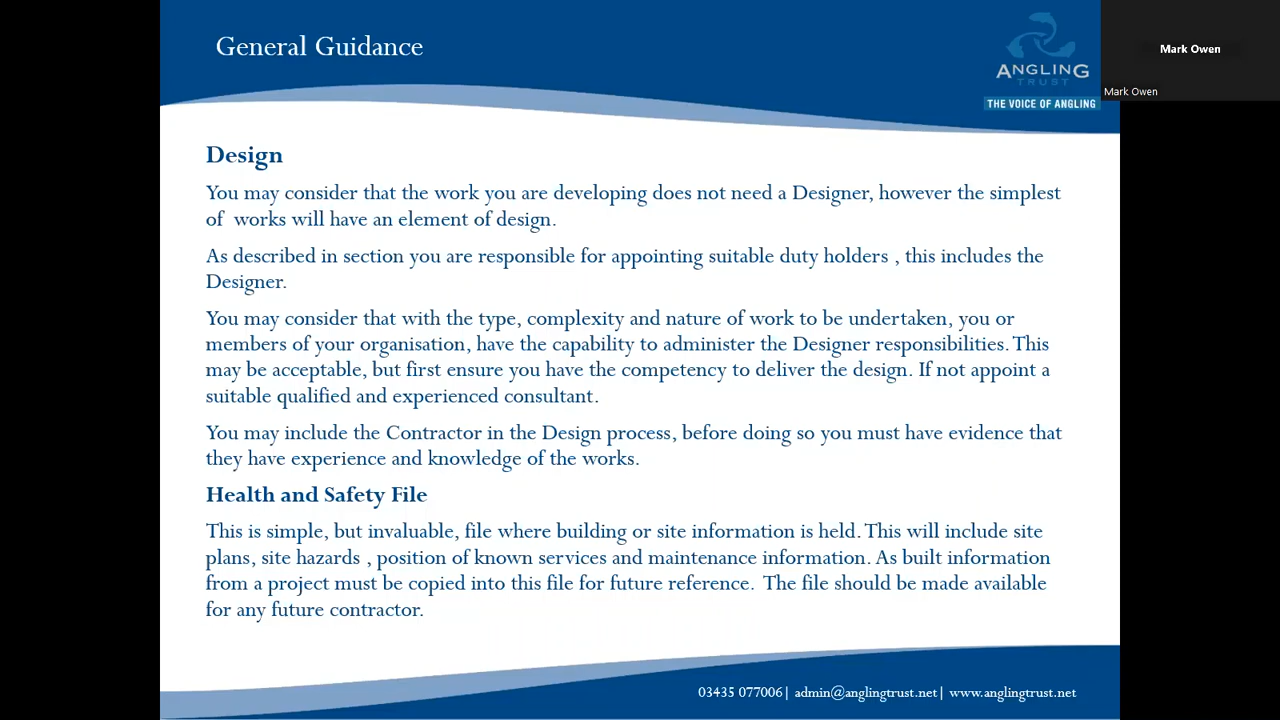 General Guidance
ANGLING
TRUST
THE VOICE OF ANGLING
Mark Owen
Mark Owen
Design
You may consider that the work you are developing does not need a Designer, however the simplest
of works will have an element of design.
As described in section you are responsible for appointing suitable duty holders , this includes the
Designer.
You may consider that with the type, complexity and nature of work to be undertaken, you or
members of your organisation, have the capability to administer the Designer responsibilities. This
may be acceptable, but first ensure you have the competency to deliver the design. If not appoint a
suitable qualified and experienced consultant.
You may include the Contractor in the Design process, before doing so you must have evidence that
they have experience and knowledge of the works.
Health and Safety File
This is simple, but invaluable, file where building or site information is held. This will include site
plans, site hazards , position of known services and maintenance information. As built information
from a project must be copied into this file for future reference. The file should be made available
for any future contractor.
03435 077006| admin@anglingtrust.net| www.anglingtrust.net